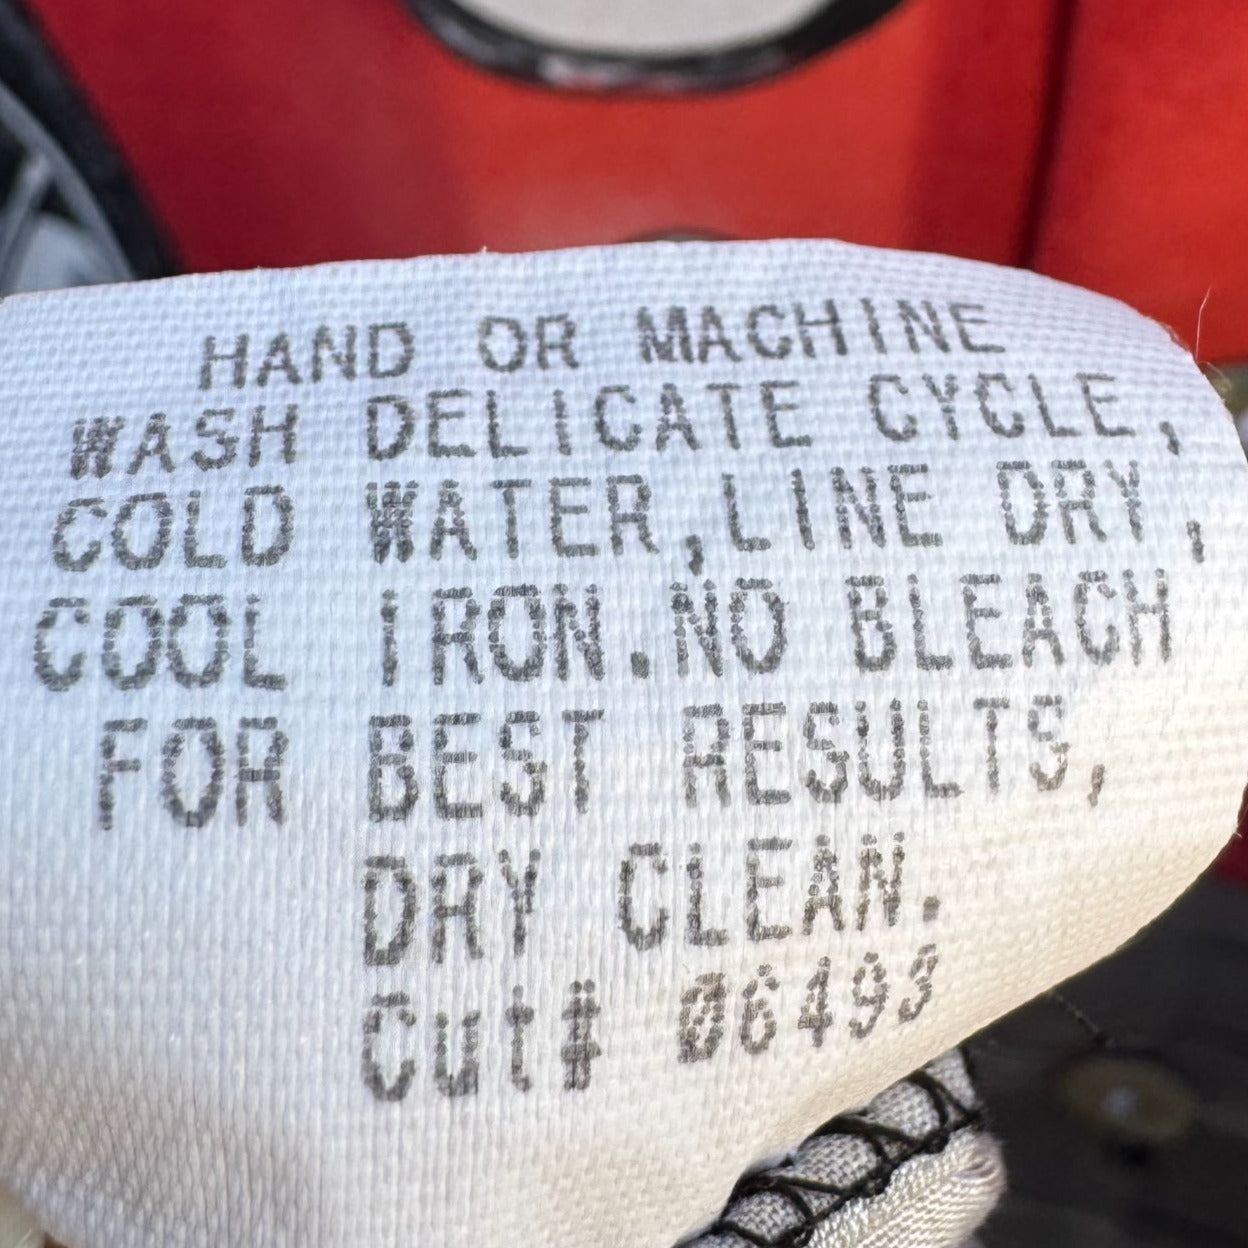 HAND OR MACHINE
WASH DELICATE CYCLE,
COLD WATER,LINE DRY,
COOL IRON.NO BLEACH
FOR BEST RESULTS,
DRY CLEAN.
Cut# 06493